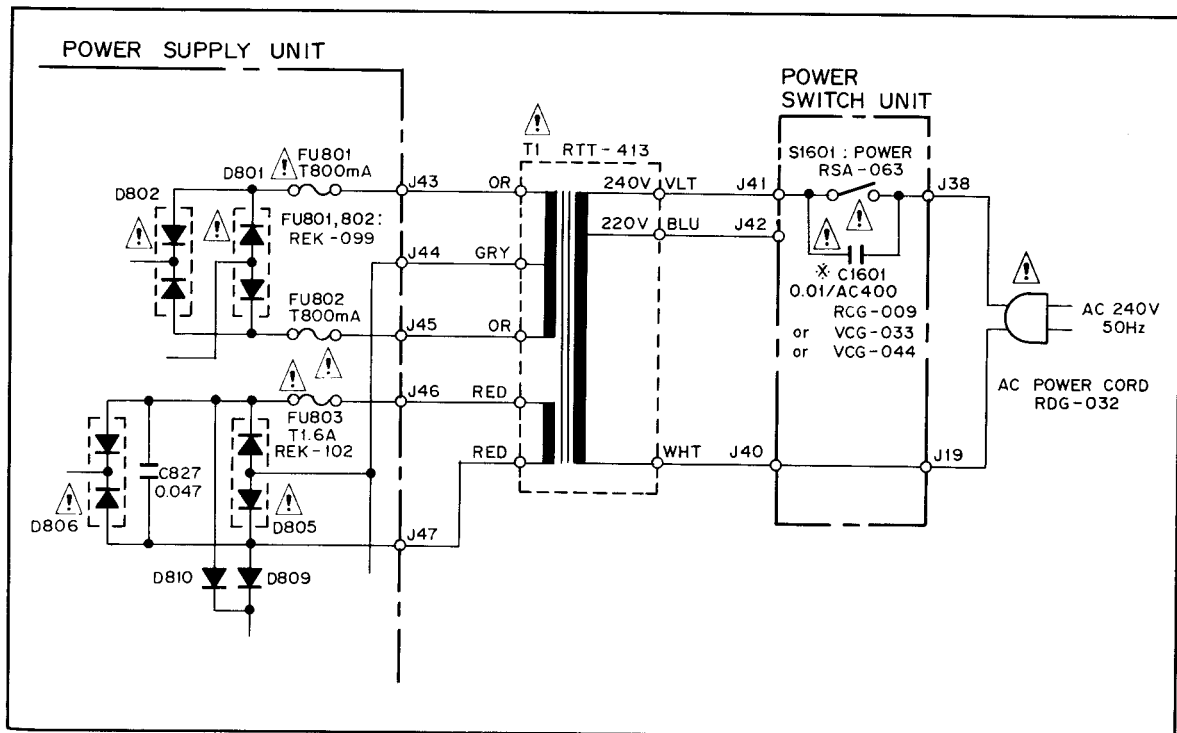 POWER SUPPLY UNIT
POWER
SWITCH UNIT
FU801
T800mA
D801
D802
FU801,802:
REK-099
FU802
T800mA
FU803
T1.6A
REK-102
C827
0.047
D806
D805
D810
D809
J43
J44
J45
J46
J47
!
T1 RTT-413
OR
GRY
OR
RED
RED
240V
VLT
220V
BLU
WHT
J41
J42
J40
S1601 : POWER
RSA-063
※ C1601
0.01/AC400
RCG-009
or VCG-033
or VCG-044
J38
J19
AC 240V
50Hz
AC POWER CORD
RDG-032